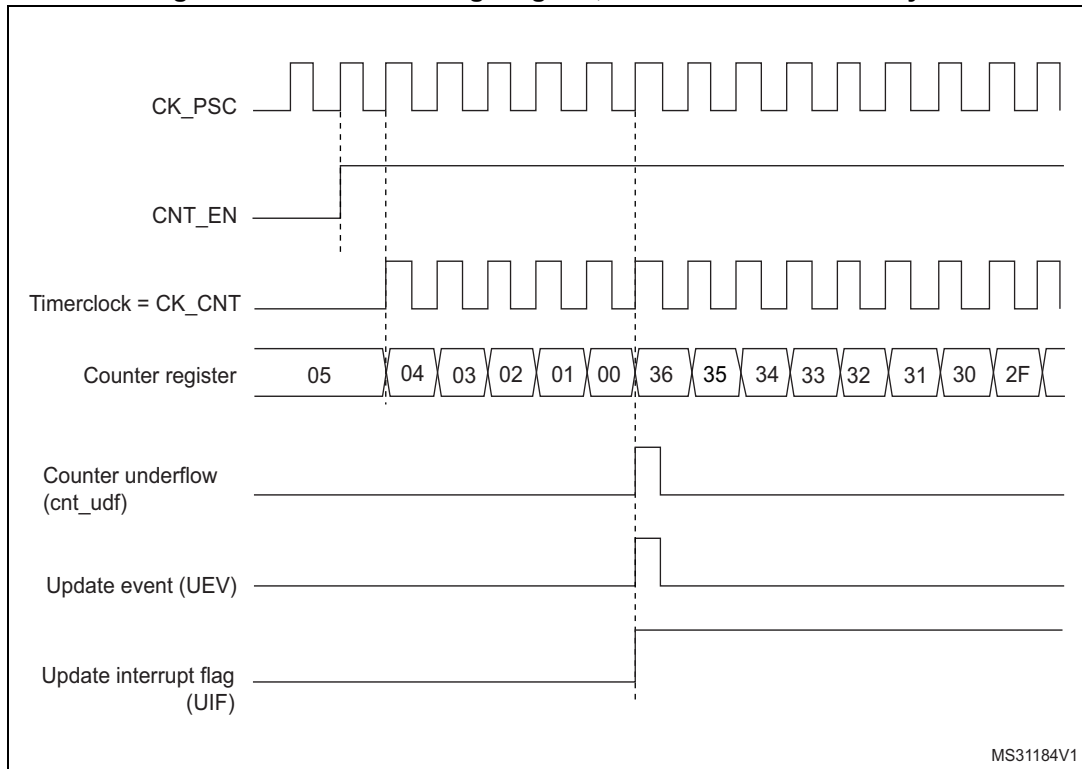 CK_PSC
CNT_EN
Timerclock = CK_CNT
Counter register 05 04 03 02 01 00 36 35 34 33 32 31 30 2F
Counter underflow
(cnt_udf)
Update event (UEV)
Update interrupt flag
(UIF)
MS31184V1